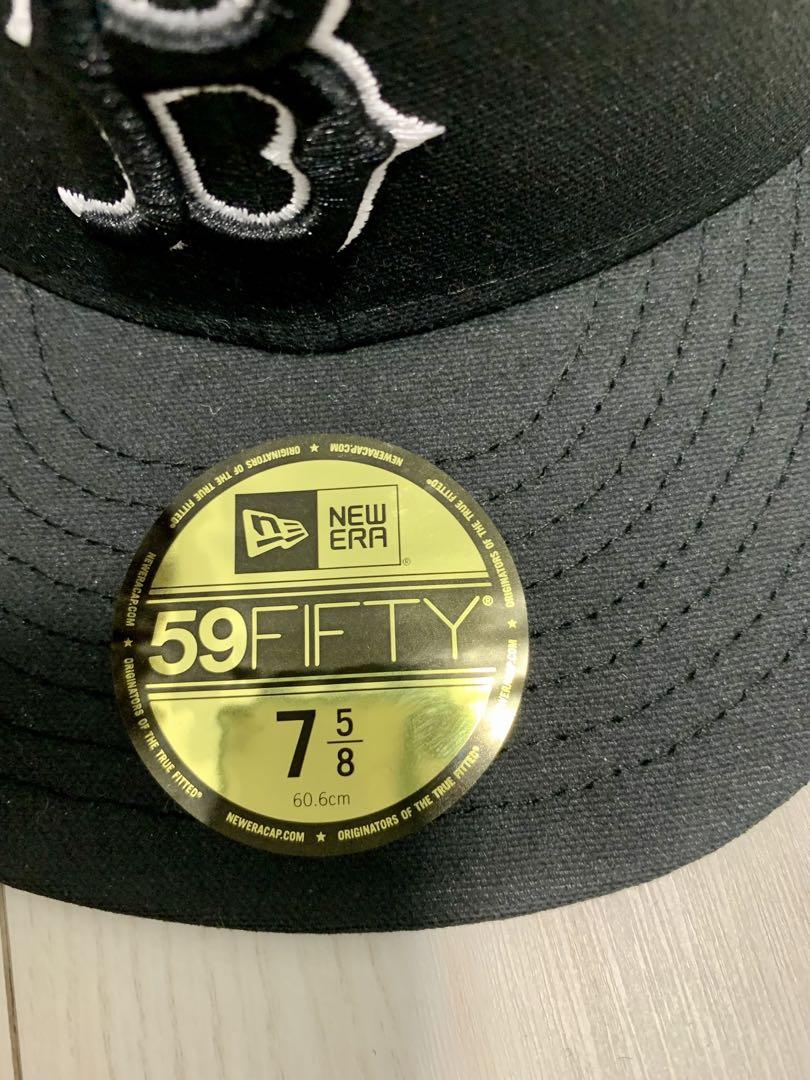 B
NEW
ERA
®
59FIFTY®
7 5/8
60.6cm
NEWERACAP.COM ★ ORIGINATORS OF THE TRUE FITTED®
NEWERACAP.COM ★ ORIGINATORS OF THE TRUE FITTED®
NEWERACAP.COM ★ ORIGINATORS OF THE TRUE FITTED®
NEWERACAP.COM ★ ORIGINATORS OF THE TRUE FITTED®